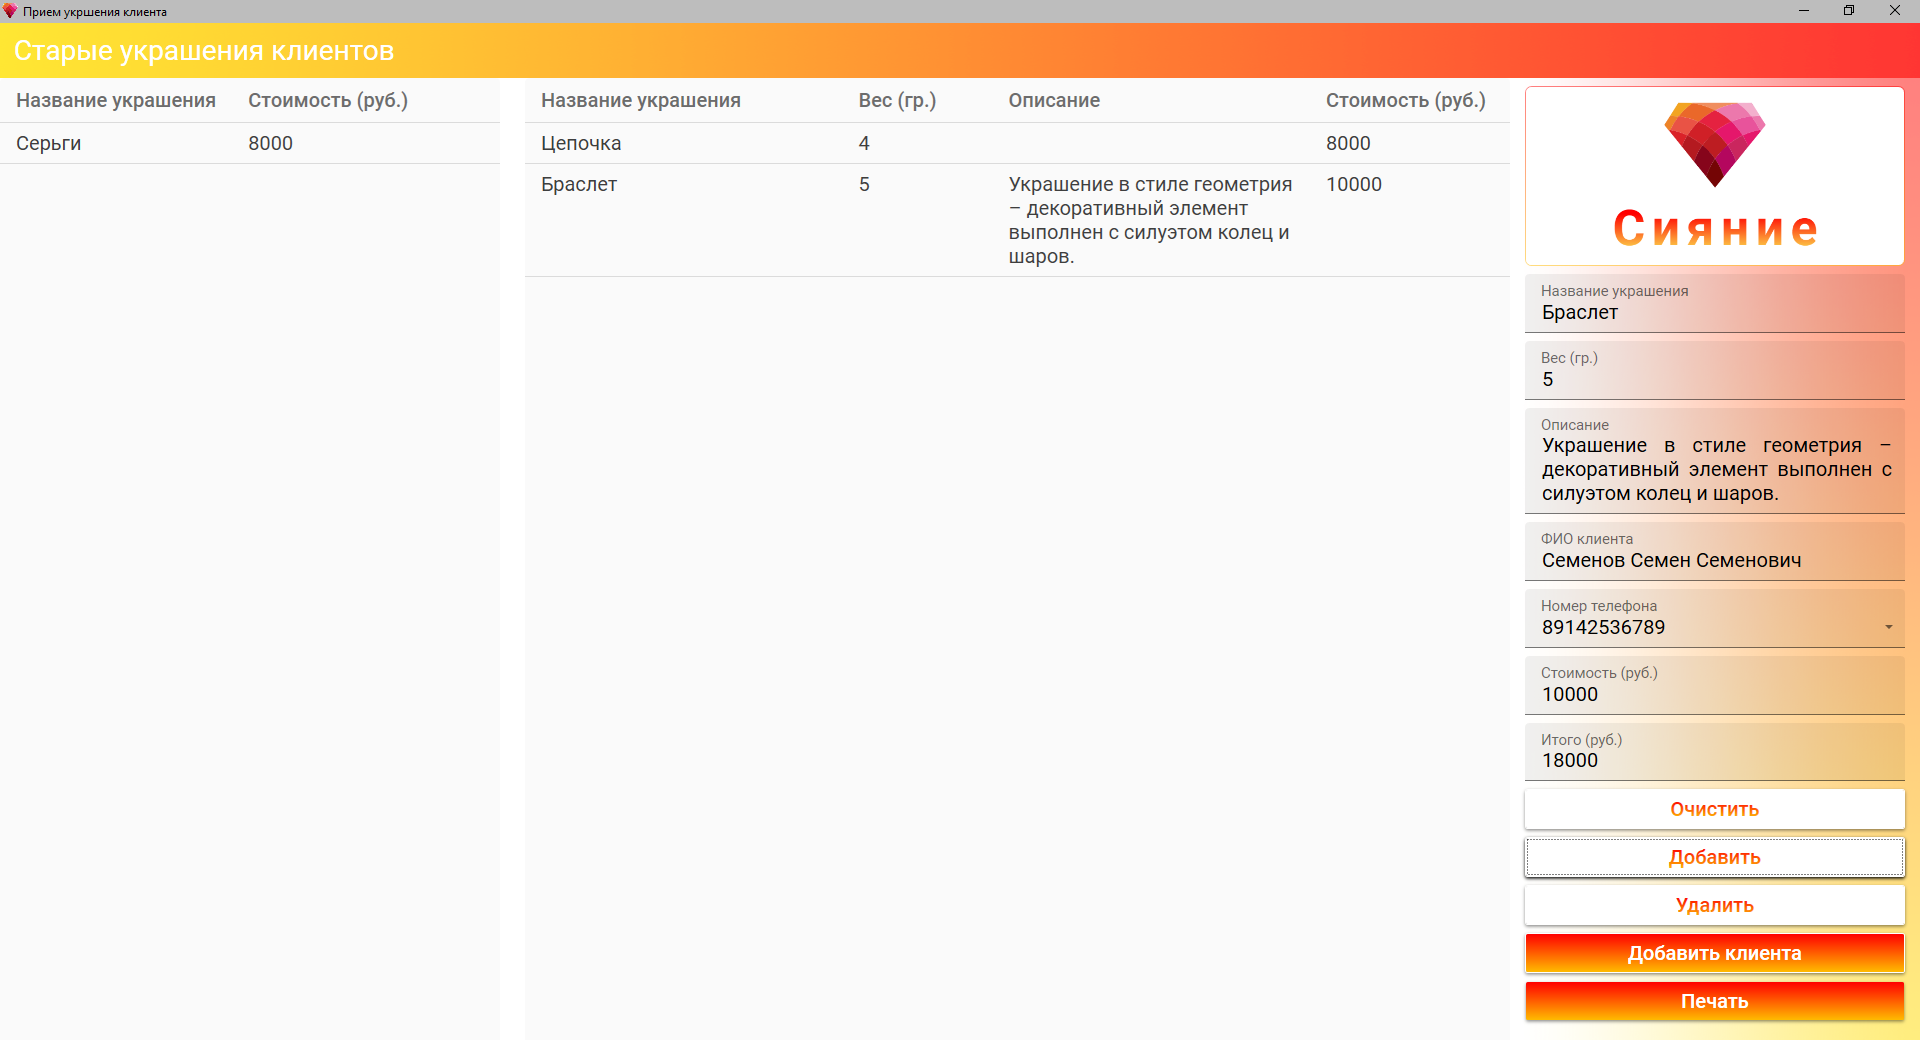 Прием укршения клиента
Старые украшения клиентов
Название украшения Стоимость (руб.)
Серьги 8000
Название украшения Вес (гр.) Описание Стоимость (руб.)
Цепочка 4 8000
Браслет 5 Украшение в стиле геометрия 10000
– декоративный элемент
выполнен с силуэтом колец и
шаров.
Сияние
Название украшения
Браслет
Вес (гр.)
5
Описание
Украшение в стиле геометрия –
декоративный элемент выполнен с
силуэтом колец и шаров.
ФИО клиента
Семенов Семен Семенович
Номер телефона
89142536789
Стоимость (руб.)
10000
Итого (руб.)
18000
Очистить
Добавить
Удалить
Добавить клиента
Печать